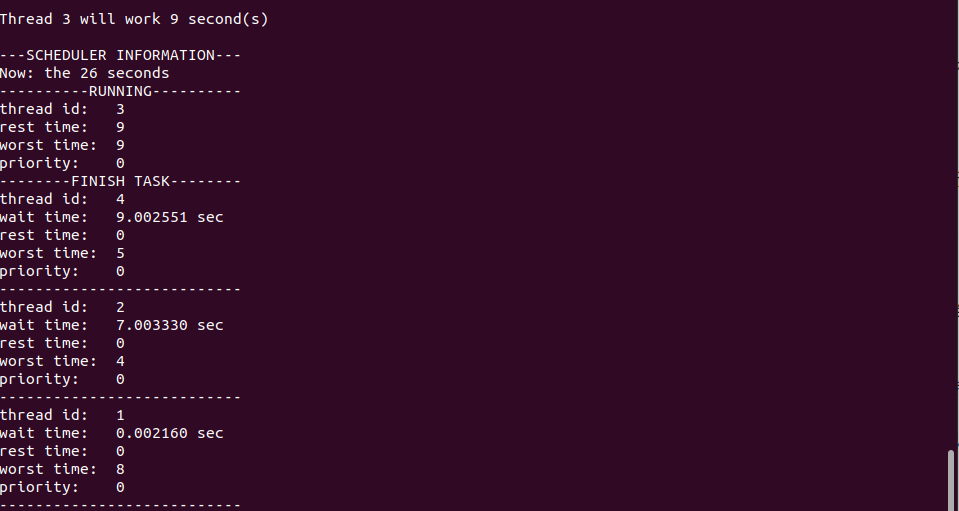 Thread 3 will work 9 second(s)
---SCHEDULER INFORMATION---
Now: the 26 seconds
----------RUNNING----------
thread id:   3
rest time:   9
worst time:  9
priority:    0
--------FINISH TASK--------
thread id:   4
wait time:   9.002551 sec
rest time:   0
worst time:  5
priority:    0
---------------------------
thread id:   2
wait time:   7.003330 sec
rest time:   0
worst time:  4
priority:    0
---------------------------
thread id:   1
wait time:   0.002160 sec
rest time:   0
worst time:  8
priority:    0
---------------------------